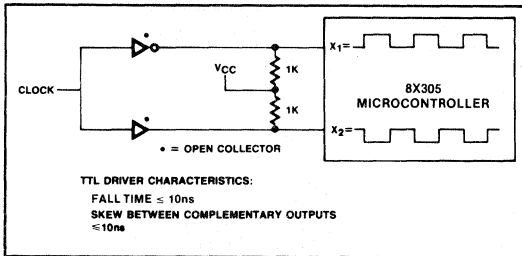 CLOCK
VCC
1K
1K
• = OPEN COLLECTOR
X1=
8X305
MICROCONTROLLER
X2=
TTL DRIVER CHARACTERISTICS:
FALL TIME ≤ 10ns
SKEW BETWEEN COMPLEMENTARY OUTPUTS
≤10ns